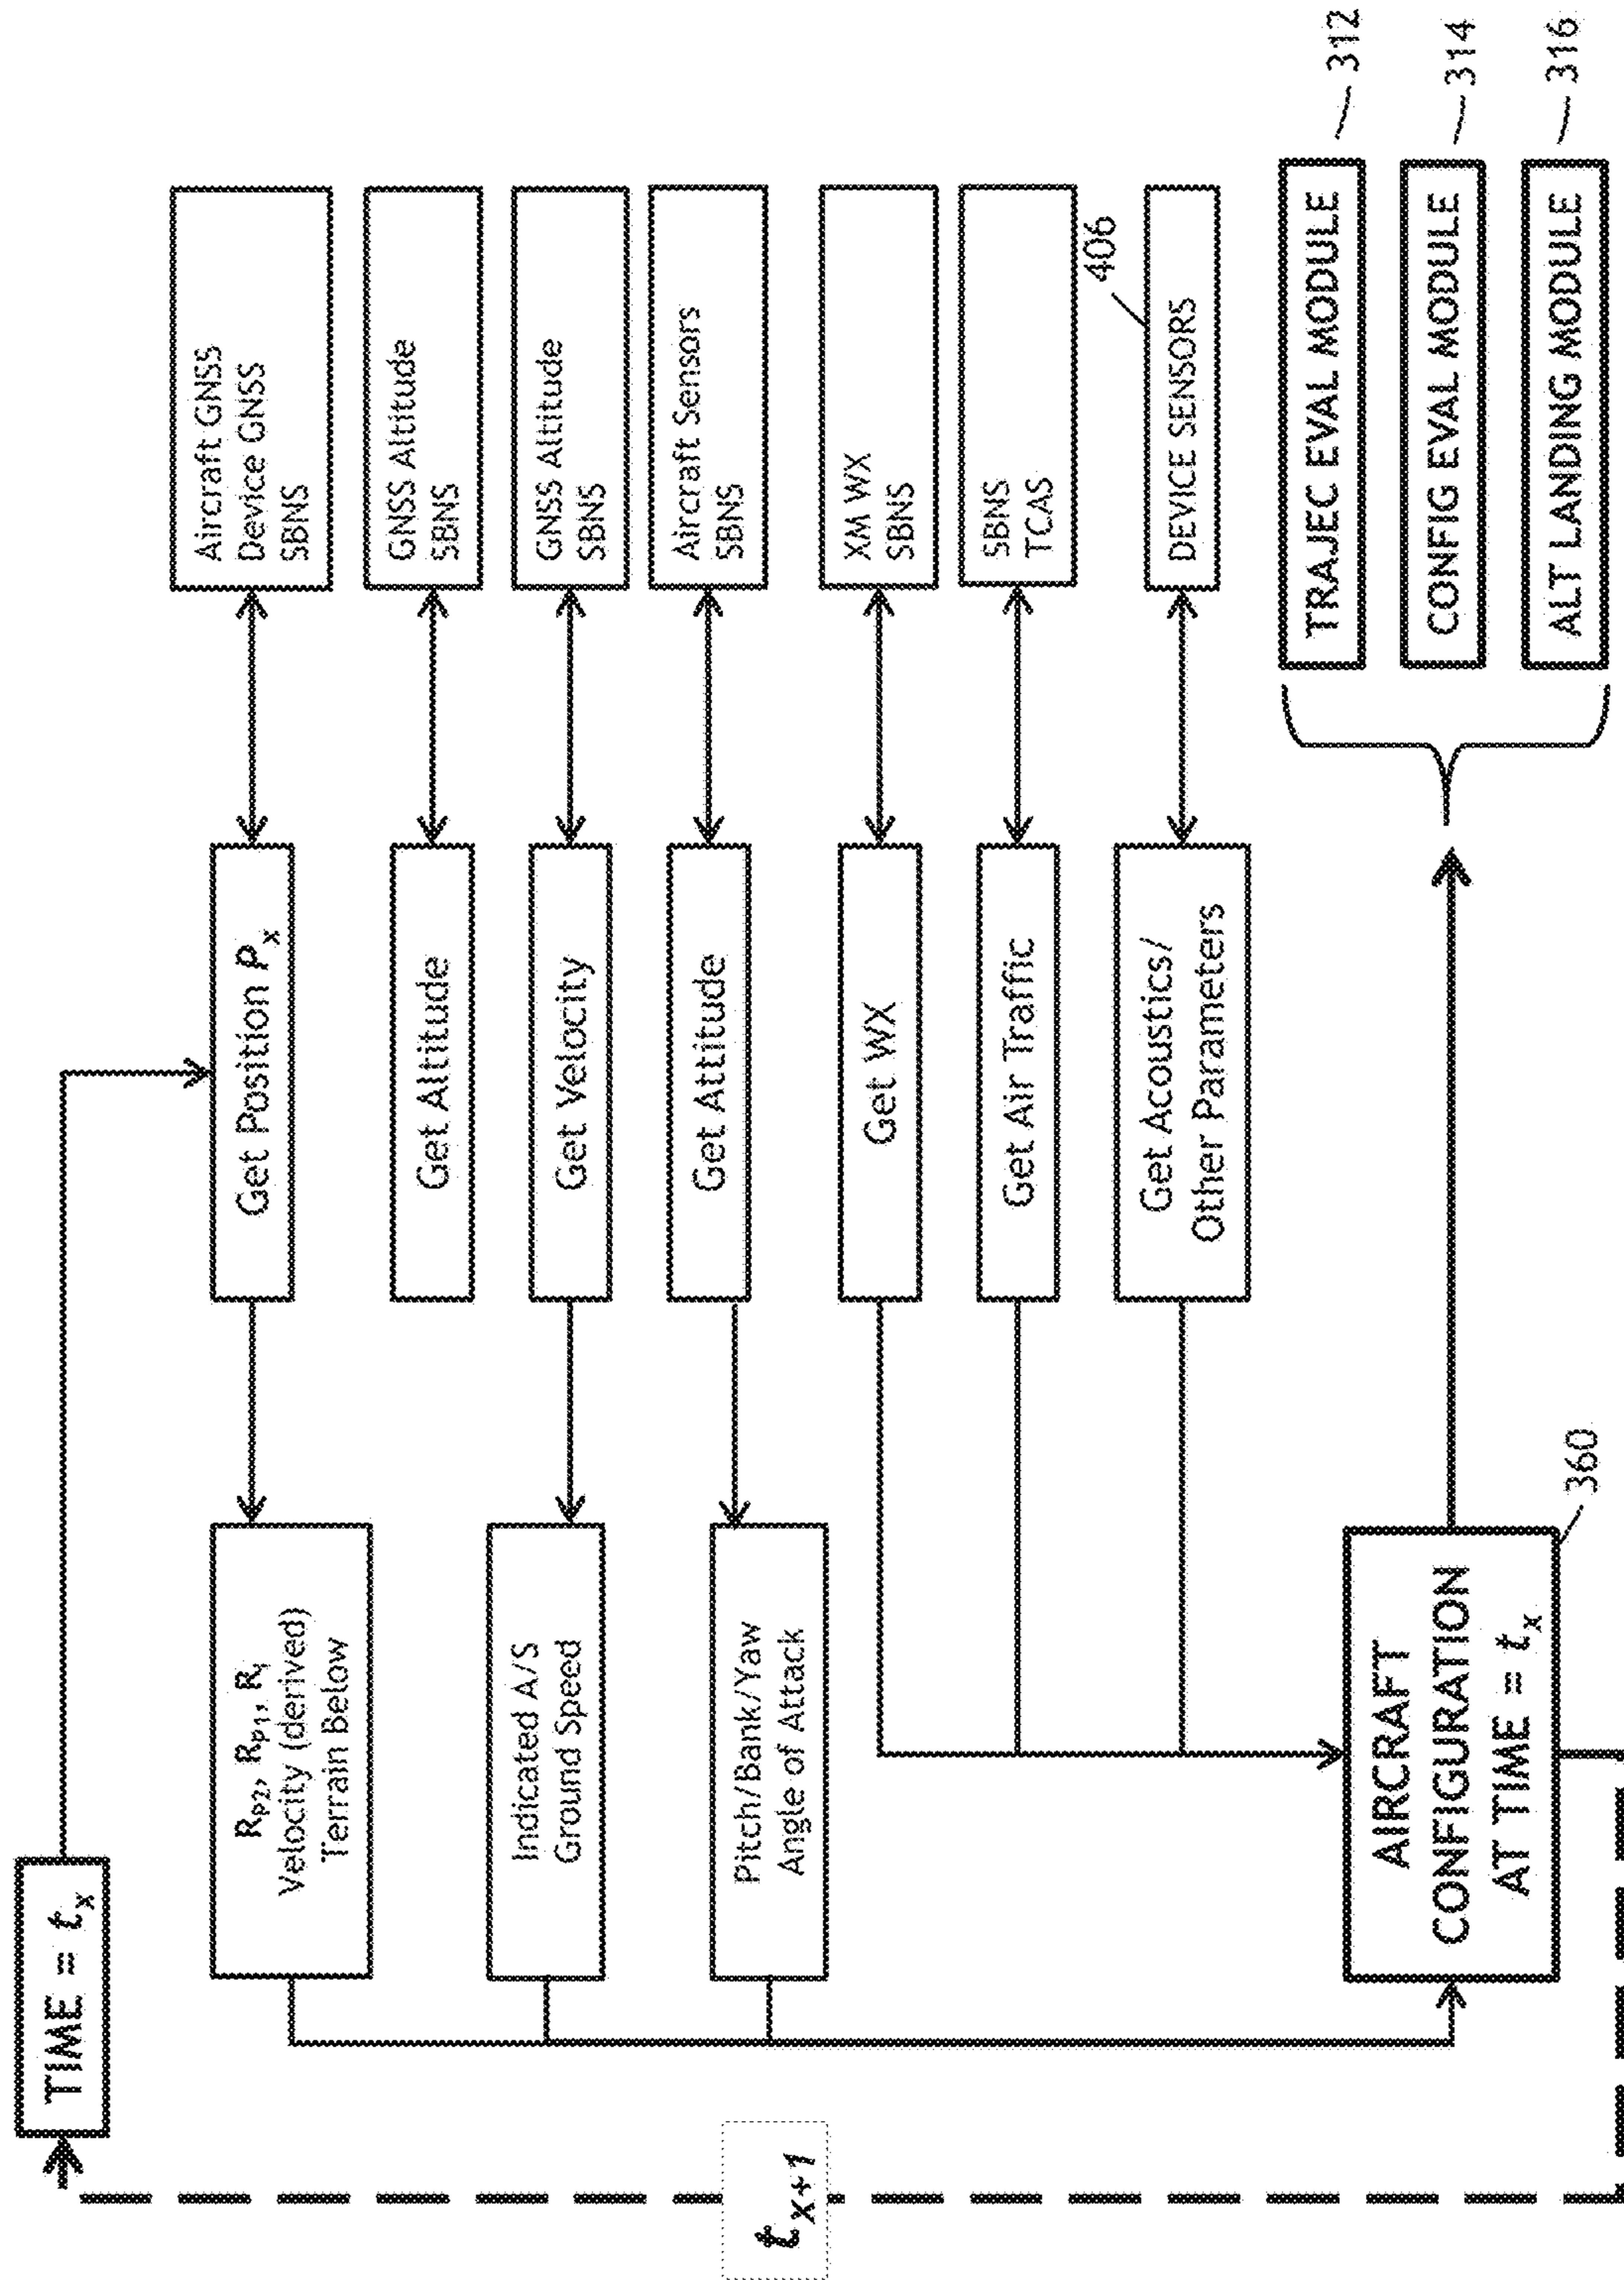 TIME = tx
Get Position Px
Aircraft GNSS
Device GNSS
SBNS
Rp2, Rp1, Ri
Velocity (derived)
Terrain Below
Get Altitude
GNSS Altitude
SBNS
Get Velocity
GNSS Altitude
SBNS
Indicated A/S
Ground Speed
Get Attitude
Aircraft Sensors
SBNS
Pitch/Bank/Yaw
Angle of Attack
Get WX
XM WX
SBNS
Get Air Traffic
SBNS
TCAS
Get Acoustics/
Other Parameters
406
DEVICE SENSORS
tx+1
AIRCRAFT
CONFIGURATION
AT TIME = tx
360
TRAJEC EVAL MODULE
312
CONFIG EVAL MODULE
314
ALT LANDING MODULE
316